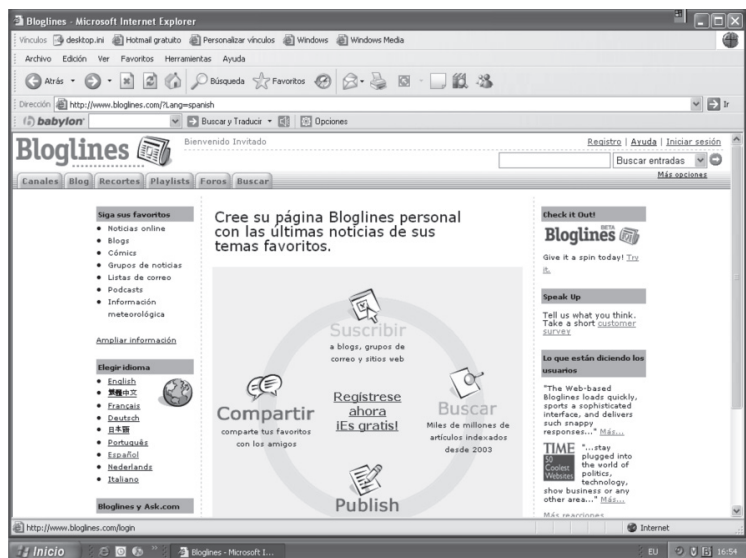 Bloglines - Microsoft Internet Explorer
Vínculos desktop.ini Hotmail gratuito Personalizar vínculos Windows Windows Media
Archivo Edición Ver Favoritos Herramientas Ayuda
Atrás Búsqueda Favoritos
Dirección http://www.bloglines.com/?Lang=spanish Ir
babylon Buscar y Traducir Opciones
Bloglines
Bienvenido Invitado
Registro | Ayuda | Iniciar sesión
Buscar entradas
Más opciones
Canales Blog Recortes Playlists Foros Buscar
Siga sus favoritos
Noticias online
Blogs
Cómics
Grupos de noticias
Listas de correo
Podcasts
Información
meteorológica
Ampliar información
Elegir idioma
English
繁體中文
Français
Deutsch
日本語
Português
Español
Nederlands
Italiano
Bloglines y Ask.com
Cree su página Bloglines personal
con las últimas noticias de sus
temas favoritos.
Suscribir
a blogs, grupos de
correo y sitios web
Compartir
comparte tus favoritos
con los amigos
Regístrese
ahora
¡Es gratis!
Buscar
Miles de millones de
artículos indexados
desde 2003
Publish
Check it Out!
Bloglines BETA
Give it a spin today! Try
it.
Speak Up
Tell us what you think.
Take a short customer
survey
Lo que están diciendo los
usuarios
"The Web-based
Bloglines loads quickly,
sports a sophisticated
interface, and delivers
such snappy
responses..." Más...
TIME
50
Coolest
Websites
"...stay
plugged into
the world of
politics,
technology,
show business or any
other area..." Más...
Más reacciones
http://www.bloglines.com/login Internet
Inicio Bloglines - Microsoft I... EU 16:54